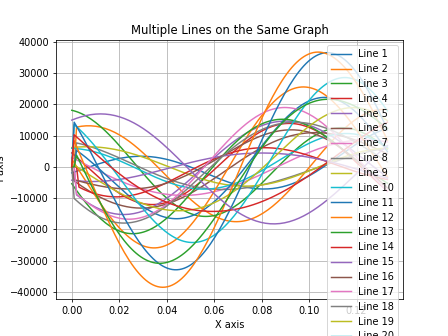 Multiple Lines on the Same Graph
40000
30000
20000
10000
0
−10000
−20000
−30000
−40000
0.00
0.02
0.04
0.06
0.08
0.10
X axis
Line 1
Line 2
Line 3
Line 4
Line 5
Line 6
Line 7
Line 8
Line 9
Line 10
Line 11
Line 12
Line 13
Line 14
Line 15
Line 16
Line 17
Line 18
Line 19
Line 20